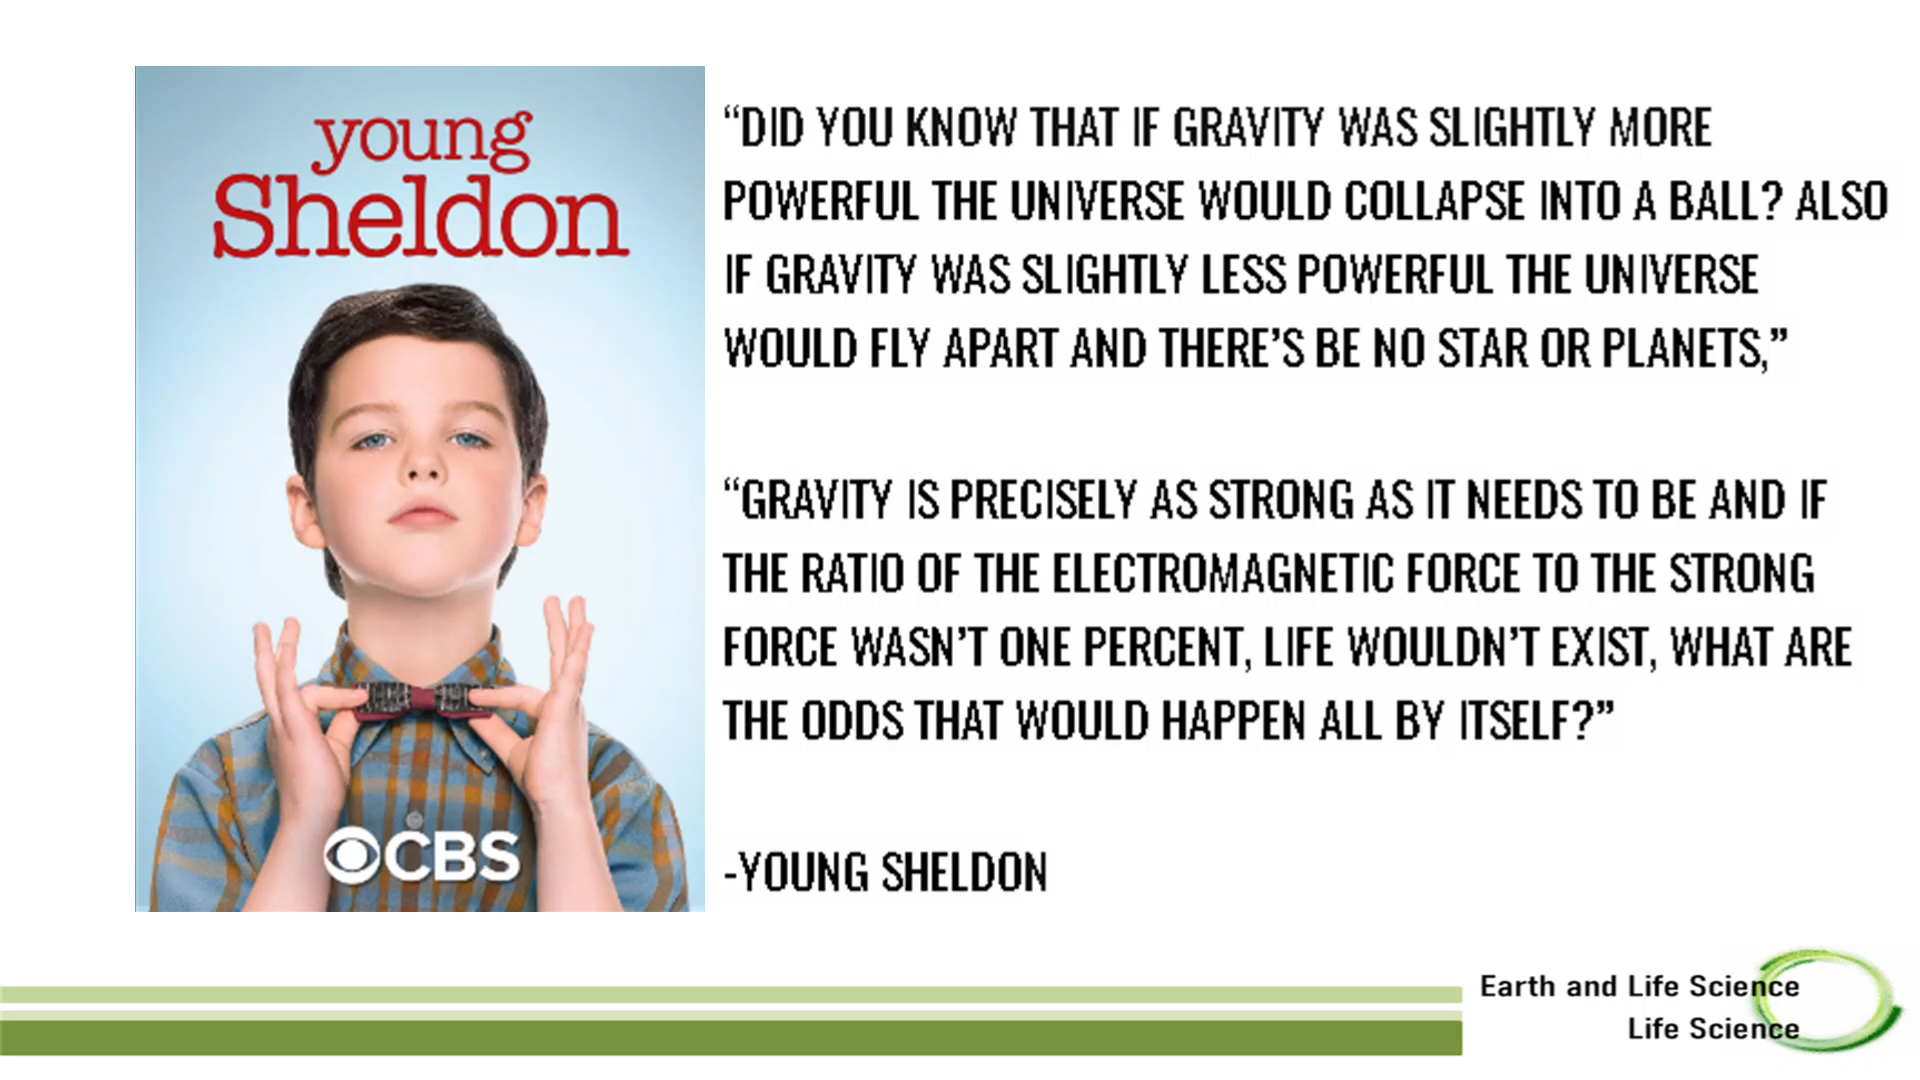 young
Sheldon
CBS
“DID YOU KNOW THAT IF GRAVITY WAS SLIGHTLY MORE
POWERFUL THE UNIVERSE WOULD COLLAPSE INTO A BALL? ALSO
IF GRAVITY WAS SLIGHTLY LESS POWERFUL THE UNIVERSE
WOULD FLY APART AND THERE’S BE NO STAR OR PLANETS,”
“GRAVITY IS PRECISELY AS STRONG AS IT NEEDS TO BE AND IF
THE RATIO OF THE ELECTROMAGNETIC FORCE TO THE STRONG
FORCE WASN’T ONE PERCENT, LIFE WOULDN’T EXIST, WHAT ARE
THE ODDS THAT WOULD HAPPEN ALL BY ITSELF?”
-YOUNG SHELDON
Earth and Life Science
Life Science